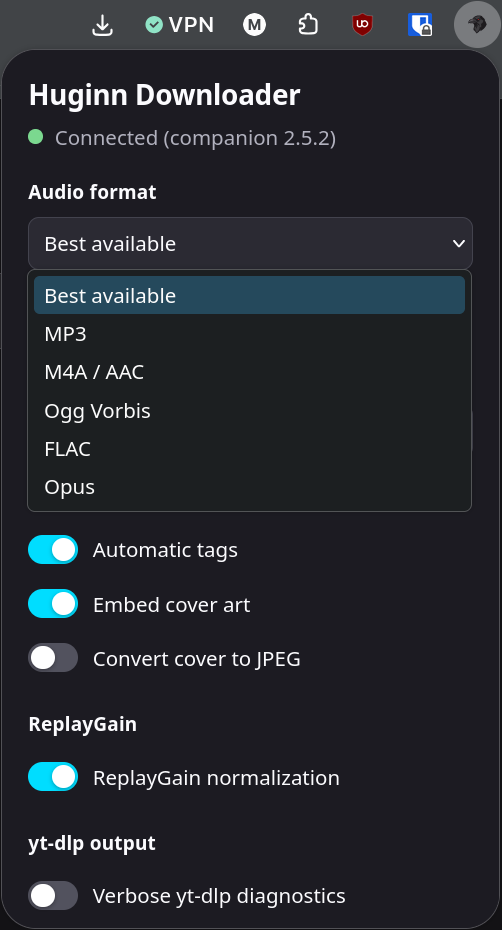 VPN
M
Huginn Downloader
Connected (companion 2.5.2)
Audio format
Best available
Best available
MP3
M4A / AAC
Ogg Vorbis
FLAC
Opus
Automatic tags
Embed cover art
Convert cover to JPEG
ReplayGain
ReplayGain normalization
yt-dlp output
Verbose yt-dlp diagnostics